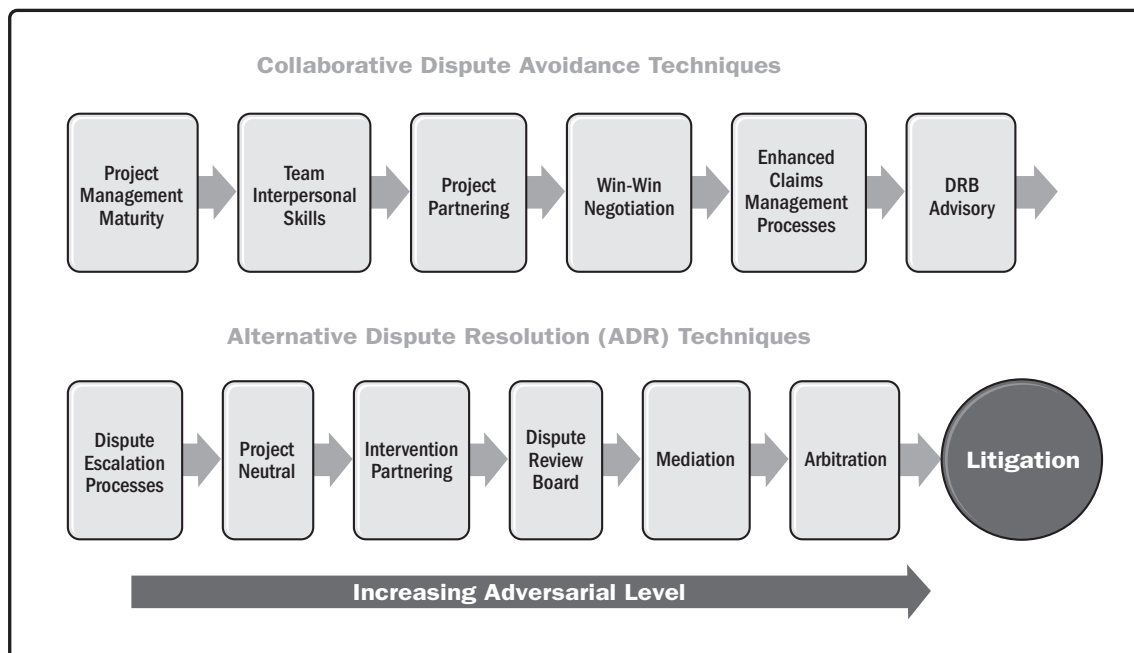 Collaborative Dispute Avoidance Techniques
Project
Management
Maturity
Team
Interpersonal
Skills
Project
Partnering
Win-Win
Negotiation
Enhanced
Claims
Management
Processes
DRB
Advisory
Alternative Dispute Resolution (ADR) Techniques
Dispute
Escalation
Processes
Project
Neutral
Intervention
Partnering
Dispute
Review
Board
Mediation
Arbitration
Litigation
Increasing Adversarial Level